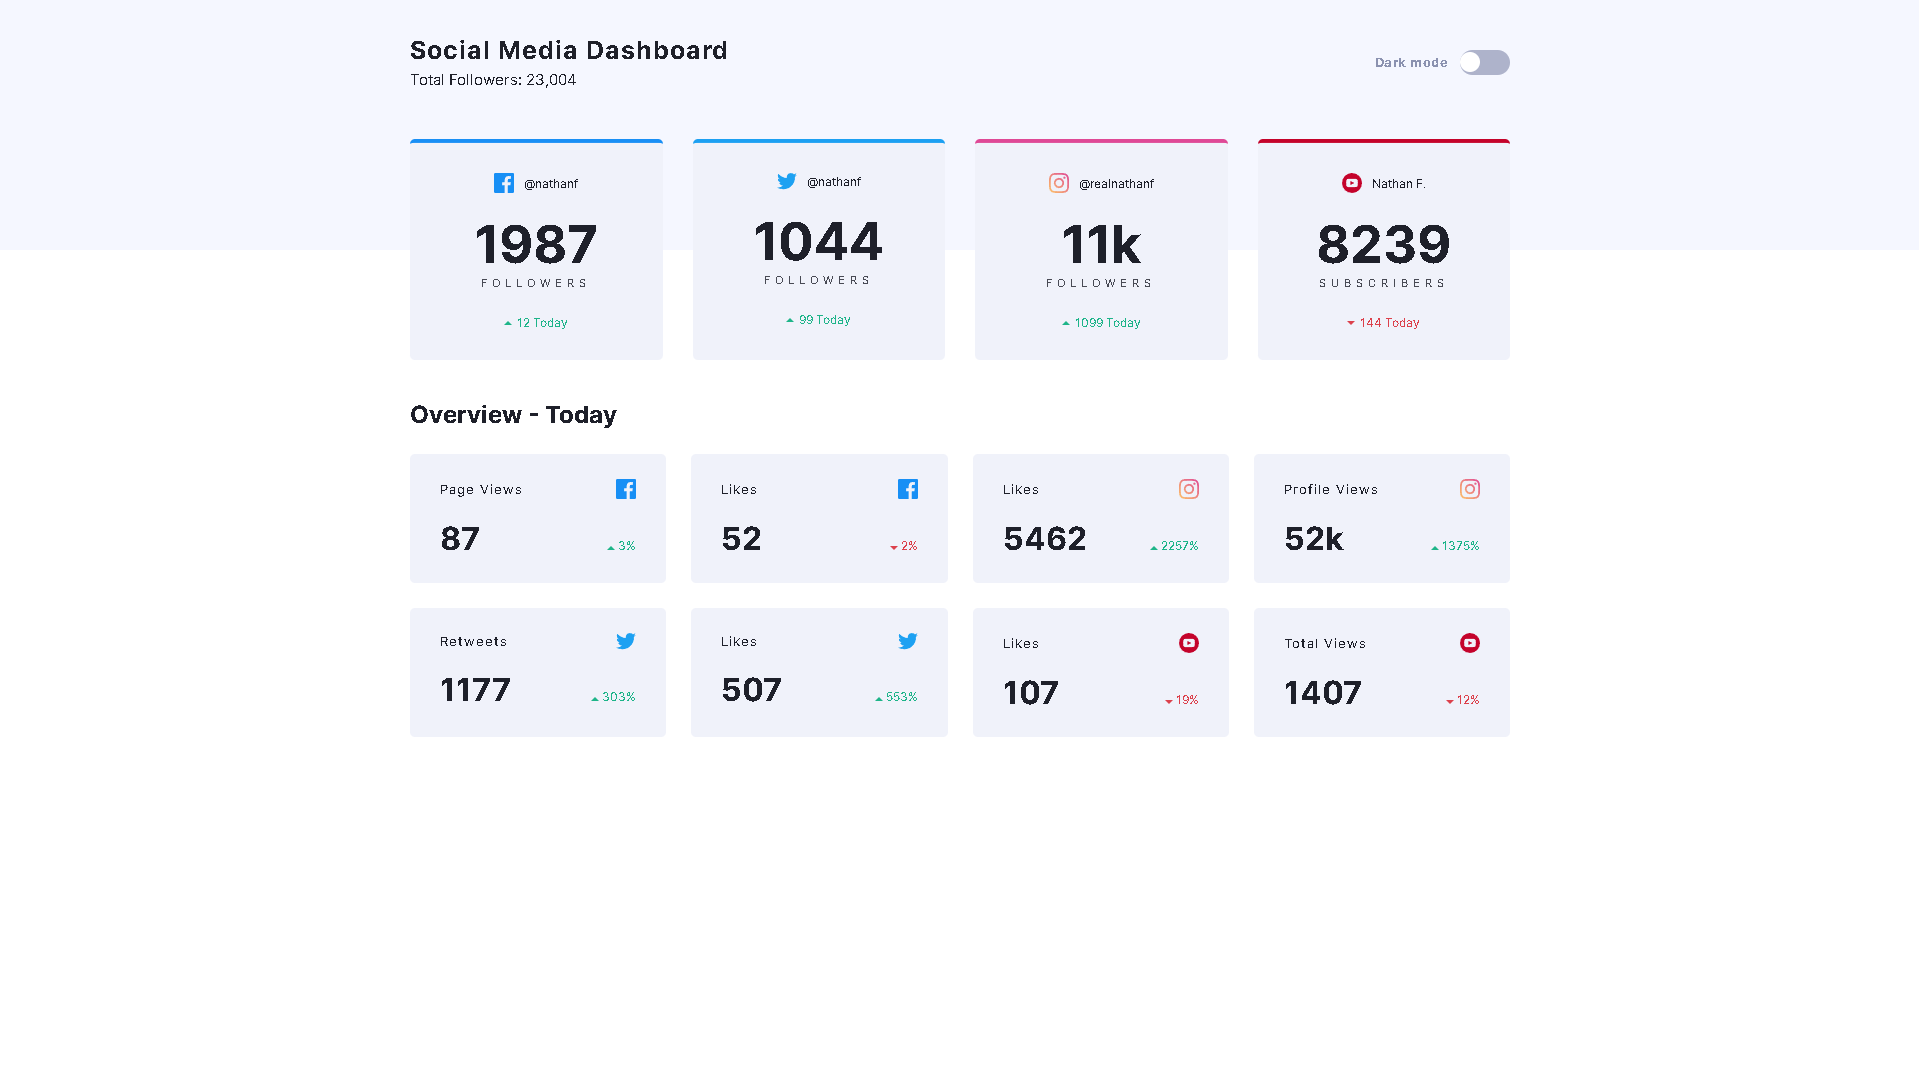 Social Media Dashboard
Total Followers: 23,004
Dark mode
@nathanf
1987
FOLLOWERS
12 Today
@nathanf
1044
FOLLOWERS
99 Today
@realnathanf
11k
FOLLOWERS
1099 Today
Nathan F.
8239
SUBSCRIBERS
144 Today
Overview - Today
Page Views
87
3%
Likes
52
2%
Likes
5462
2257%
Profile Views
52k
1375%
Retweets
1177
303%
Likes
507
553%
Likes
107
19%
Total Views
1407
12%